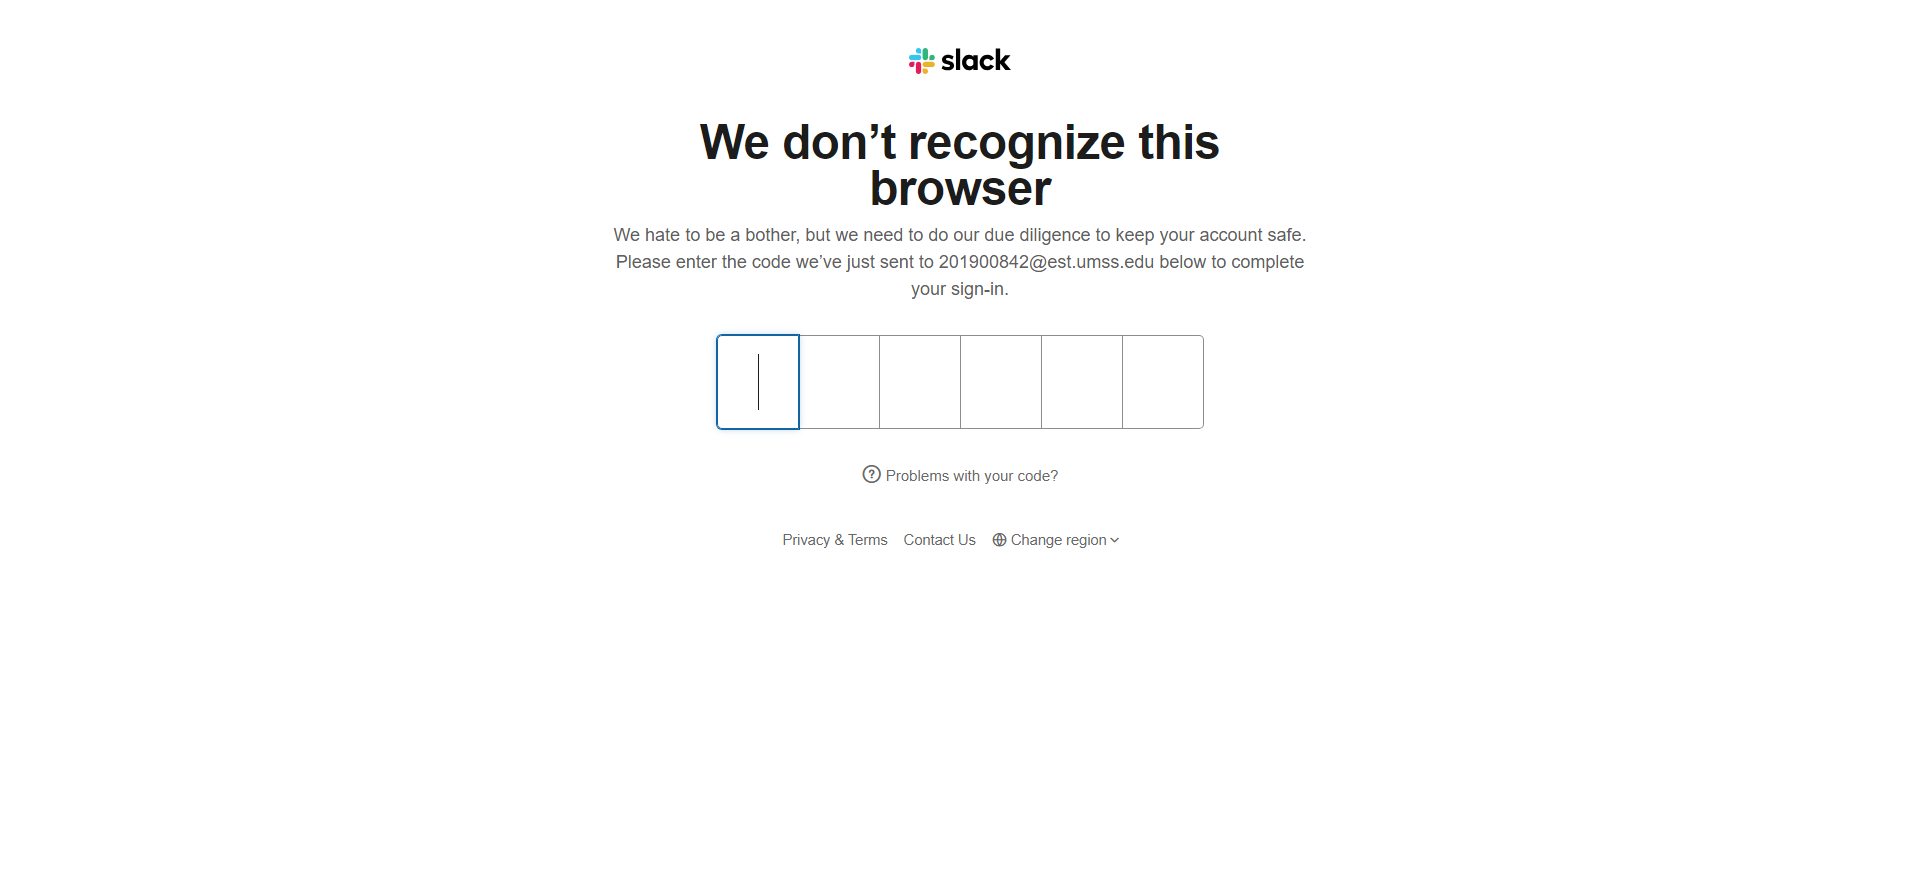 slack
We don’t recognize this
browser
We hate to be a bother, but we need to do our due diligence to keep your account safe.
Please enter the code we’ve just sent to 201900842@est.umss.edu below to complete
your sign-in.
Problems with your code?
Privacy & Terms Contact Us Change region